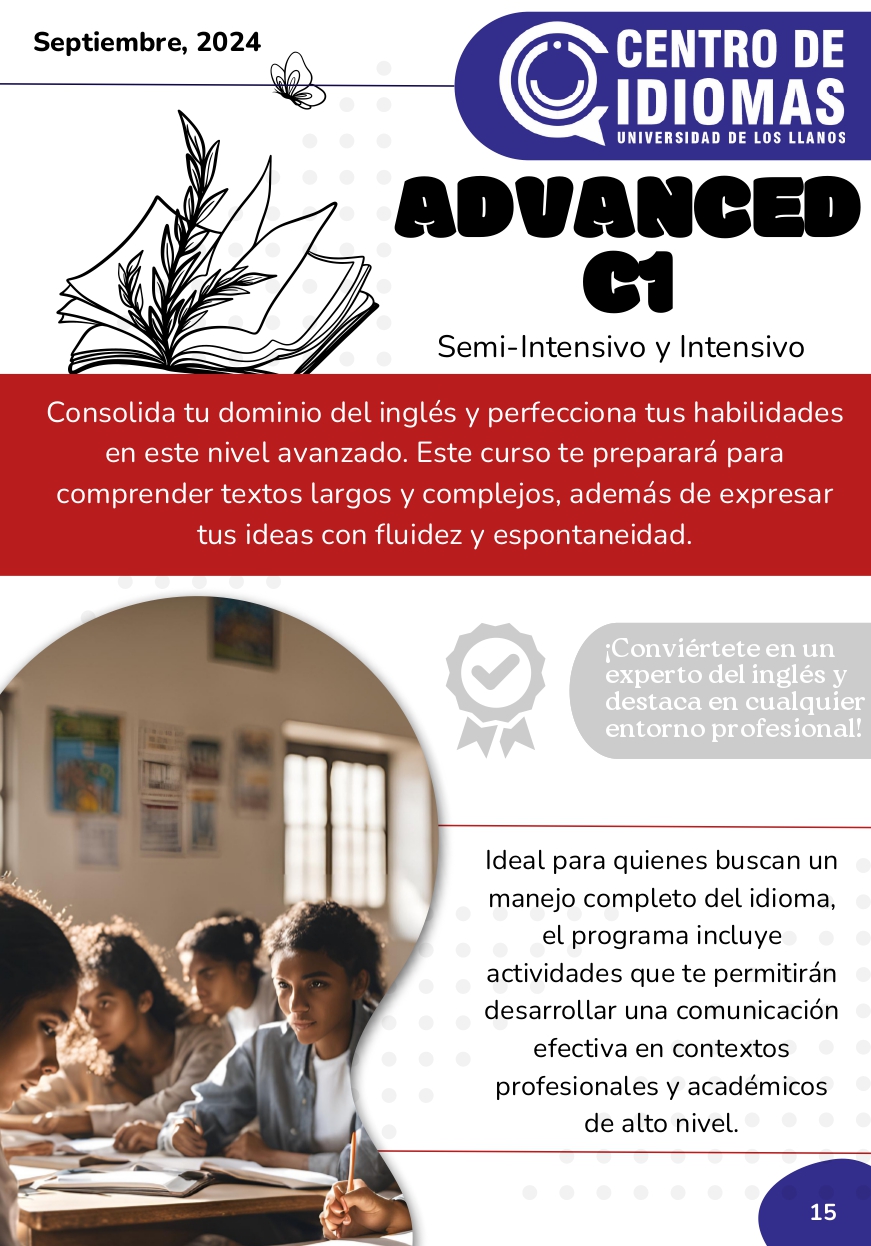 Septiembre, 2024
CENTRO DE
IDIOMAS
UNIVERSIDAD DE LOS LLANOS
ADVANCED
C1
Semi-Intensivo y Intensivo
Consolida tu dominio del inglés y perfecciona tus habilidades
en este nivel avanzado. Este curso te preparará para
comprender textos largos y complejos, además de expresar
tus ideas con fluidez y espontaneidad.
¡Conviértete en un
experto del inglés y
destaca en cualquier
entorno profesional!
Ideal para quienes buscan un
manejo completo del idioma,
el programa incluye
actividades que te permitirán
desarrollar una comunicación
efectiva en contextos
profesionales y académicos
de alto nivel.
15